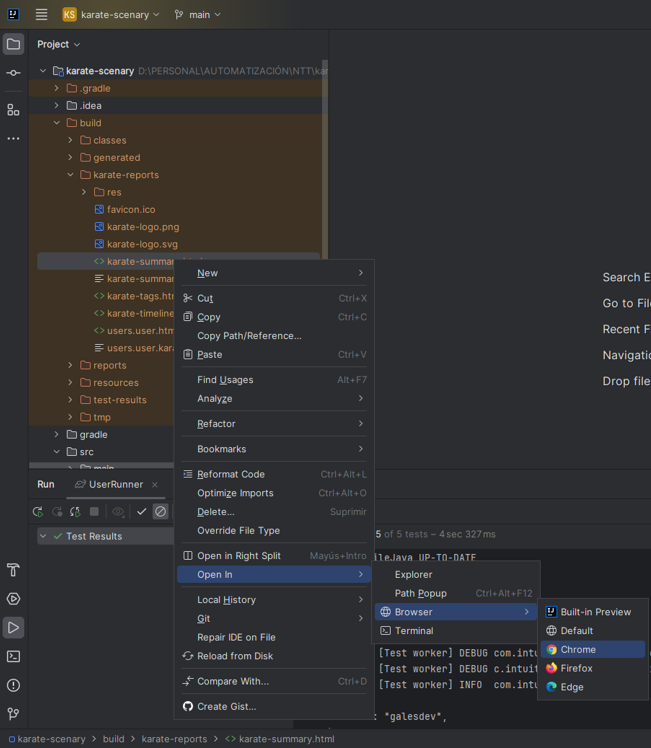 KS karate-scenary main
Project
karate-scenary D:\PERSONAL\AUTOMATIZACIÓN\NTT\kar
.gradle
.idea
build
classes
generated
karate-reports
res
favicon.ico
karate-logo.png
karate-logo.svg
karate-summary.html
karate-summa
karate-tags.htm
karate-timeline
users.user.htm
users.user.kara
reports
resources
test-results
tmp
gradle
src
main
New
Cut Ctrl+X
Copy Ctrl+C
Copy Path/Reference...
Paste Ctrl+V
Find Usages Alt+F7
Analyze
Refactor
Bookmarks
Reformat Code Ctrl+Alt+L
Optimize Imports Ctrl+Alt+O
Delete... Suprimir
Override File Type
Open in Right Split Mayús+Intro
Open In
Local History
Git
Repair IDE on File
Reload from Disk
Compare With... Ctrl+D
Create Gist...
Explorer
Path Popup Ctrl+Alt+F12
Browser
Terminal
Built-in Preview
Default
Chrome
Firefox
Edge
Search E
Go to File
Recent F
Navigatio
Drop file
Run UserRunner
Test Results
5 of 5 tests – 4 sec 327 ms
ileJava UP-TO-DATE
[Test worker] DEBUG com.intu
[Test worker] DEBUG c.intuit
[Test worker] INFO com.intu
: "galesdev",
karate-scenary > build > karate-reports > karate-summary.html